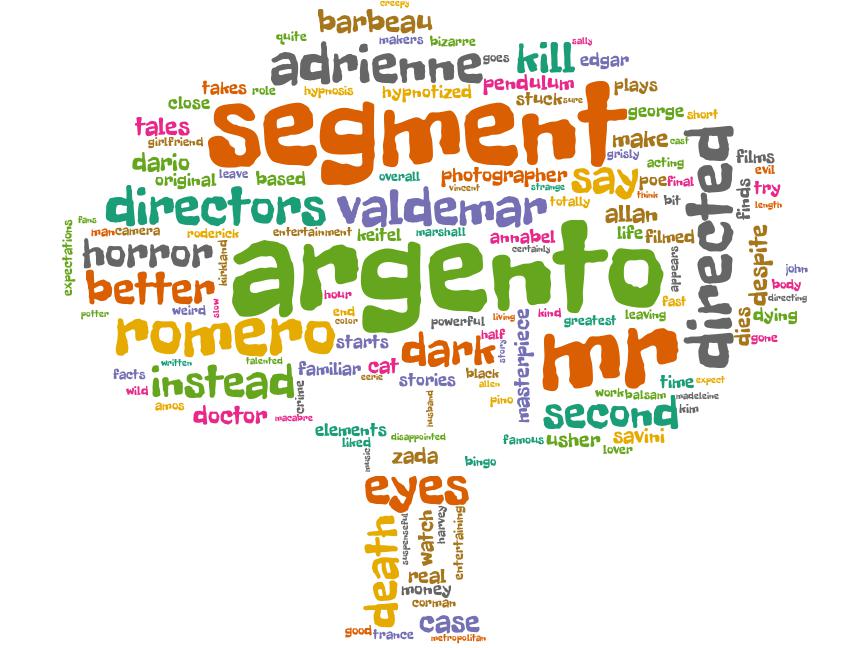 creepy
barbeau
quite
makers
bizarre
sally
adrienne
goes
kill
edgar
takes
role
hypnosis
hypnotized
pendulum
plays
close
segment
stuck
sure
george
short
tales
girlfriend
make
cast
directed
dario
grisly
acting
films
original
leave
based
overall
photographer
say
poe
final
evil
vincent
strange
think
bit
finds
try
directors
valdemar
totally
allan
length
fans
man
camera
roderick
entertainment
keitel
marshall
annabel
life
filmed
expectations
horror
kirkland
argento
certainly
appears
despite
better
hour
fast
john
body
directing
potter
weird
slow
end
color
powerful
living
kind
greatest
leaving
dies
dying
romero
starts
dark
half
story
masterpiece
mr
gone
written
talented
familiar
cat
eerie
stories
black
allen
facts
instead
crime
time
expect
wild
work
balsam
madeleine
amos
doctor
macabre
husband
pino
second
kim
elements
liked
disappointed
famous
usher
savini
lover
music
zada
bingo
eyes
death
suspenseful
watch
harvey
entertaining
real
money
corman
good
trance
case
metropolitan